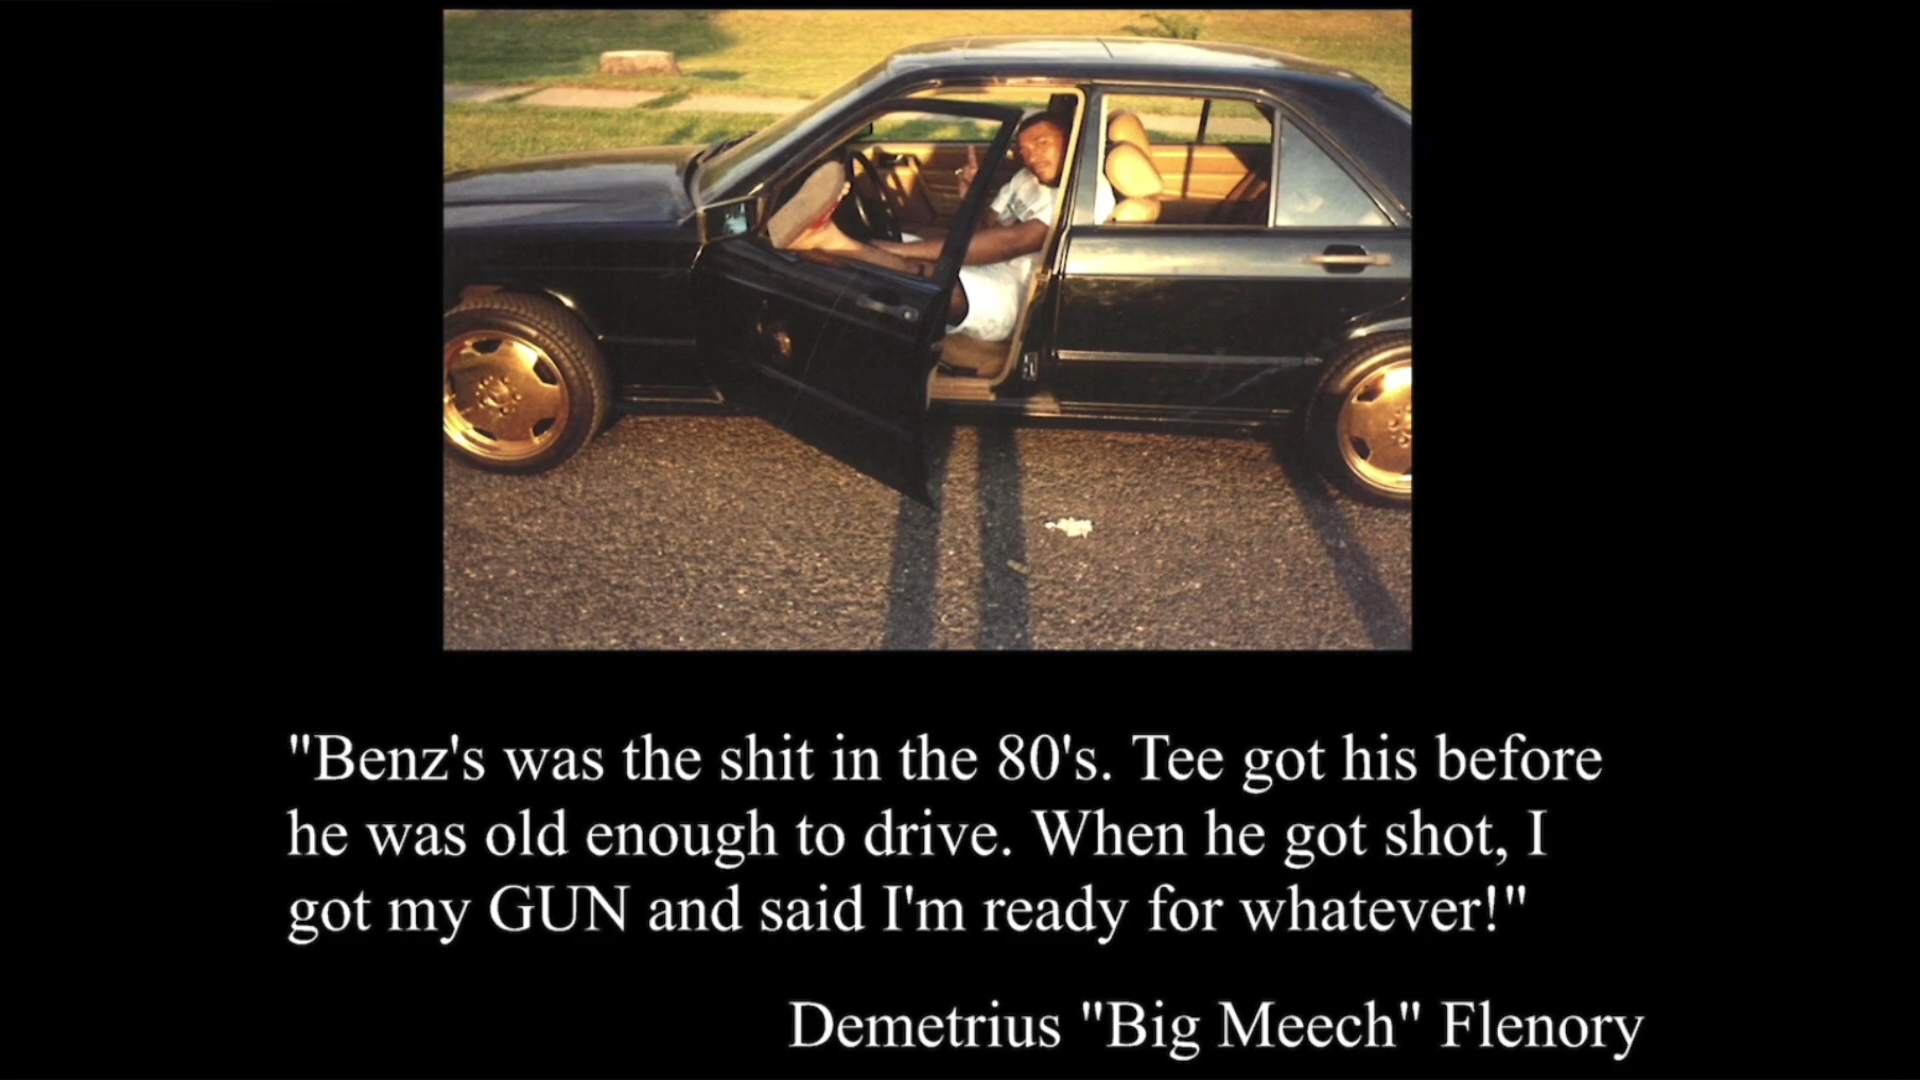 "Benz's was the shit in the 80's. Tee got his before
he was old enough to drive. When he got shot, I
got my GUN and said I'm ready for whatever!"
Demetrius "Big Meech" Flenory